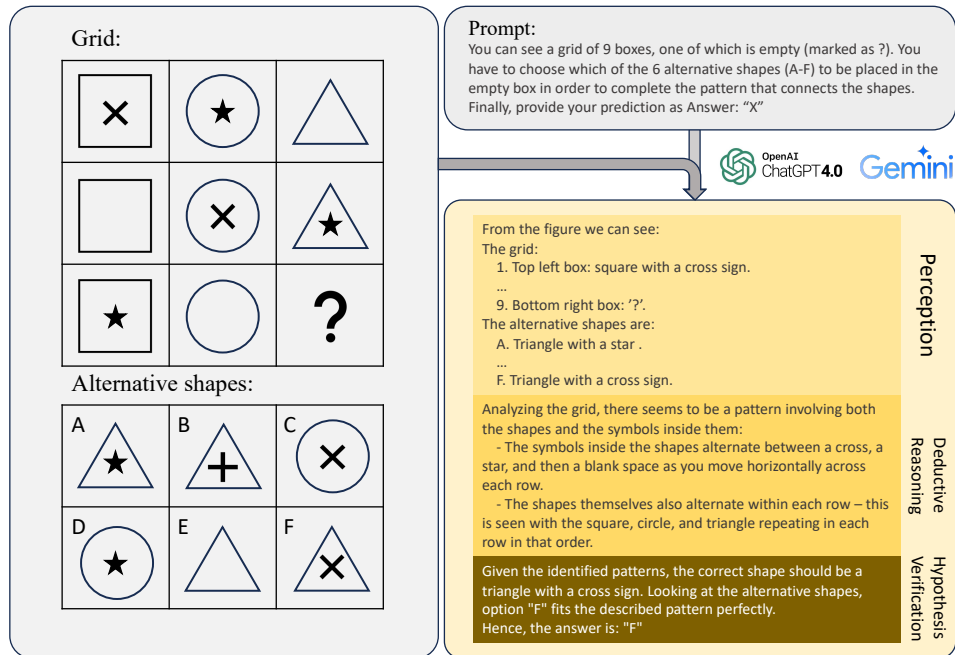 Grid:
?
Alternative shapes:
A
B
C
D
E
F
Prompt:
You can see a grid of 9 boxes, one of which is empty (marked as ?). You
have to choose which of the 6 alternative shapes (A-F) to be placed in the
empty box in order to complete the pattern that connects the shapes.
Finally, provide your prediction as Answer: “X”
OpenAI
ChatGPT4.0
Gemini
From the figure we can see:
The grid:
1. Top left box: square with a cross sign.
...
9. Bottom right box: ’?’.
The alternative shapes are:
A. Triangle with a star .
...
F. Triangle with a cross sign.
Perception
Analyzing the grid, there seems to be a pattern involving both
the shapes and the symbols inside them:
- The symbols inside the shapes alternate between a cross, a
star, and then a blank space as you move horizontally across
each row.
- The shapes themselves also alternate within each row – this
is seen with the square, circle, and triangle repeating in each
row in that order.
Deductive
Reasoning
Given the identified patterns, the correct shape should be a
triangle with a cross sign. Looking at the alternative shapes,
option "F" fits the described pattern perfectly.
Hence, the answer is: "F"
Hypothesis
Verification